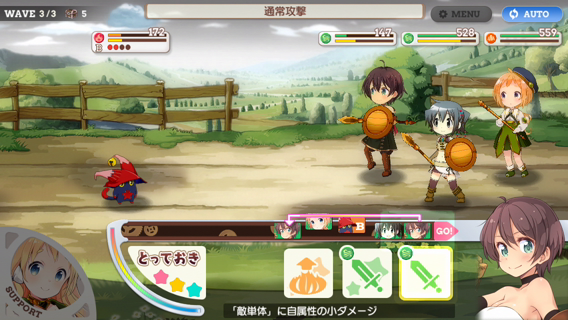 WAVE 3/3 5
通常攻撃
MENU
AUTO
172
B
147
528
559
B
GO!
とっておき
SUPPORT
「敵単体」に自属性の小ダメージ